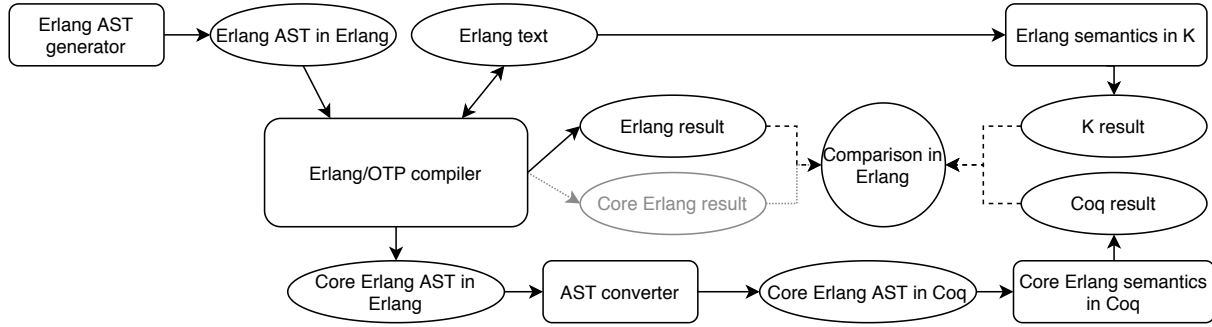 Erlang AST
generator
Erlang AST in Erlang
Erlang text
Erlang semantics in K
Erlang/OTP compiler
Erlang result
Core Erlang result
Comparison in
Erlang
K result
Coq result
Core Erlang AST in
Erlang
AST converter
Core Erlang AST in Coq
Core Erlang semantics
in Coq